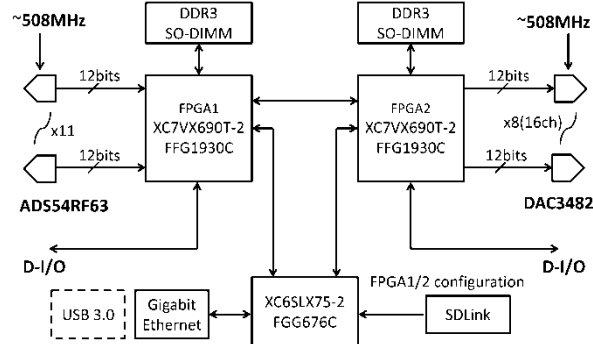 ~508MHz
DDR3
SO-DIMM
DDR3
SO-DIMM
~508MHz
12bits
FPGA1
XC7VX690T-2
FFG1930C
FPGA2
XC7VX690T-2
FFG1930C
12bits
x11
x8(16ch)
12bits
12bits
ADS54RF63
DAC3482
D-I/O
D-I/O
USB 3.0
Gigabit
Ethernet
XC6SLX75-2
FGG676C
FPGA1/2 configuration
SDLink